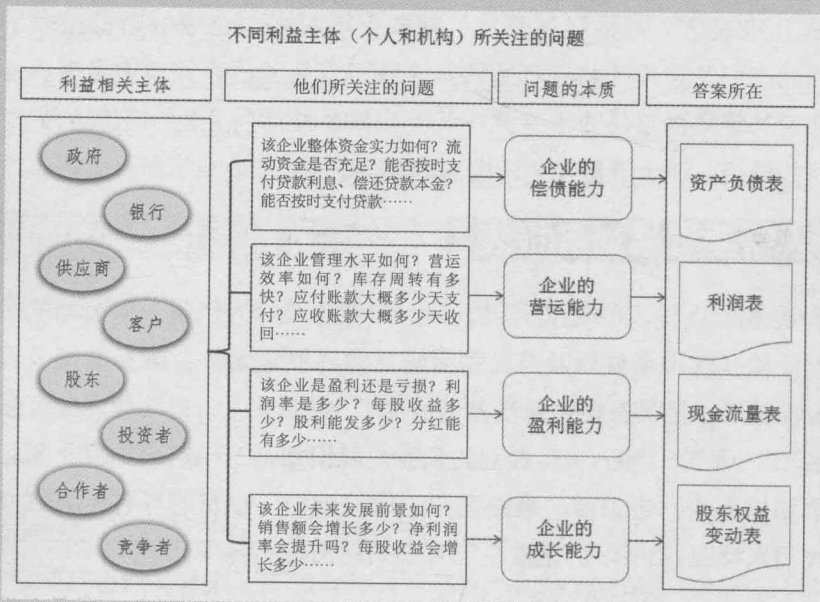 不同利益主体（个人和机构）所关注的问题
利益相关主体
他们所关注的问题
问题的本质
答案所在
政府
银行
供应商
客户
股东
投资者
合作者
竞争者
该企业整体资金实力如何？流
动资金是否充足？能否按时支
付贷款利息、偿还贷款本金？
能否按时支付贷款……
该企业管理水平如何？营运
效率如何？库存周转有多
快？应付账款大概多少天支
付？应收账款大概多少天收
回……
该企业是盈利还是亏损？利
润率是多少？每股收益多
少？股利能发多少？分红能
有多少……
该企业未来发展前景如何？
销售额会增长多少？净利润
率会提升吗？每股收益会增
长多少……
企业的
偿债能力
企业的
营运能力
企业的
盈利能力
企业的
成长能力
资产负债表
利润表
现金流量表
股东权益
变动表